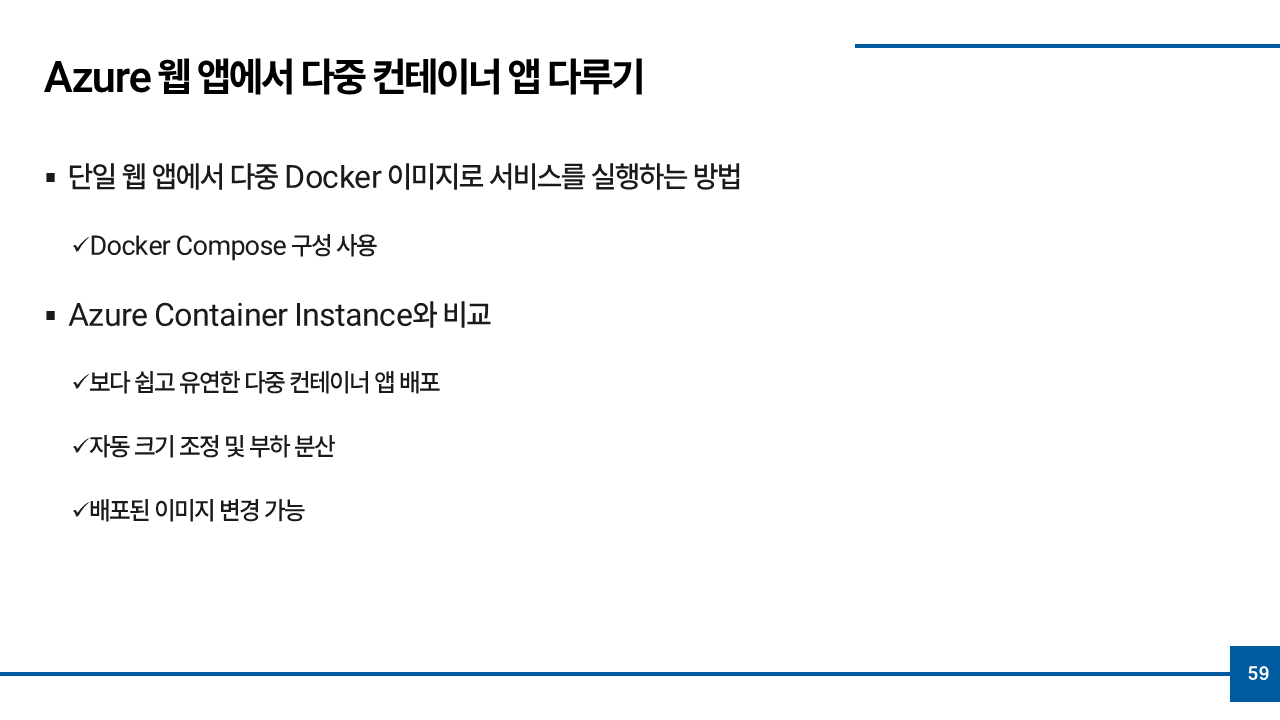 Azure 웹 앱에서 다중 컨테이너 앱 다루기
▪ 단일 웹 앱에서 다중 Docker 이미지로 서비스를 실행하는 방법
✓Docker Compose 구성 사용
▪ Azure Container Instance와 비교
✓보다 쉽고 유연한 다중 컨테이너 앱 배포
✓자동 크기 조정 및 부하 분산
✓배포된 이미지 변경 가능
59